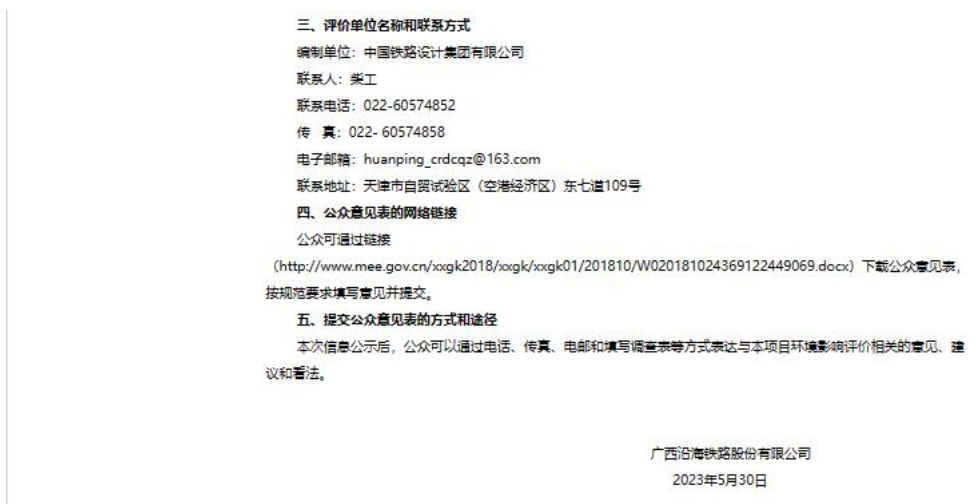 三、评价单位名称和联系方式
编制单位：中国铁路设计集团有限公司
联系人：柴工
联系电话：022-60574852
传 真：022- 60574858
电子邮箱：huanping_crdcqz@163.com
联系地址：天津市自贸试验区（空港经济区）东七道109号
四、公众意见表的网络链接
公众可通过链接
（http://www.mee.gov.cn/xxgk2018/xxgk/xxgk01/201810/W020181024369122449069.docx）下载公众意见表，
按规范要求填写意见并提交。
五、提交公众意见表的方式和途径
本次信息公示后，公众可以通过电话、传真、电邮和填写调查表等方式表达与本项目环境影响评价相关的意见、建
议和看法。
广西沿海铁路股份有限公司
2023年5月30日